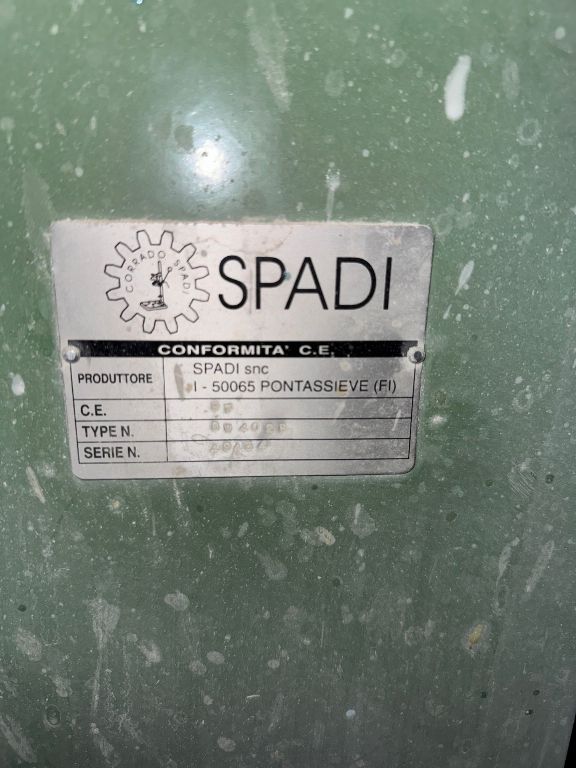 CORRADO SPADI
SPADI
CONFORMITA' C.E.
PRODUTTORE SPADI snc
I - 50065 PONTASSIEVE (FI)
C.E.
TYPE N.
SERIE N.